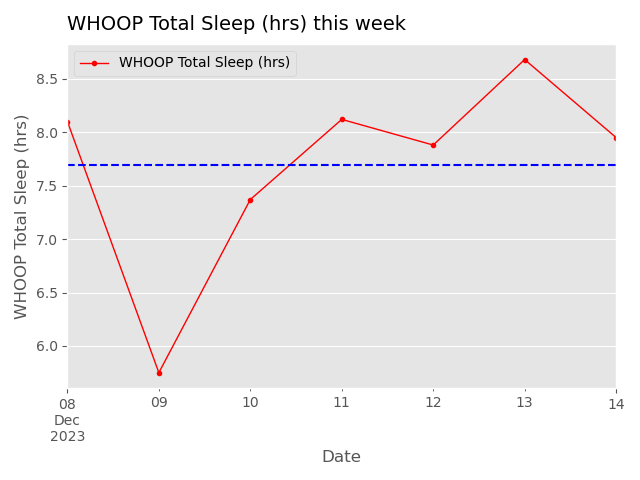 WHOOP Total Sleep (hrs) this week
WHOOP Total Sleep (hrs)
WHOOP Total Sleep (hrs)
8.5
8.0
7.5
7.0
6.5
6.0
08 09 10 11 12 13 14
Dec
2023
Date